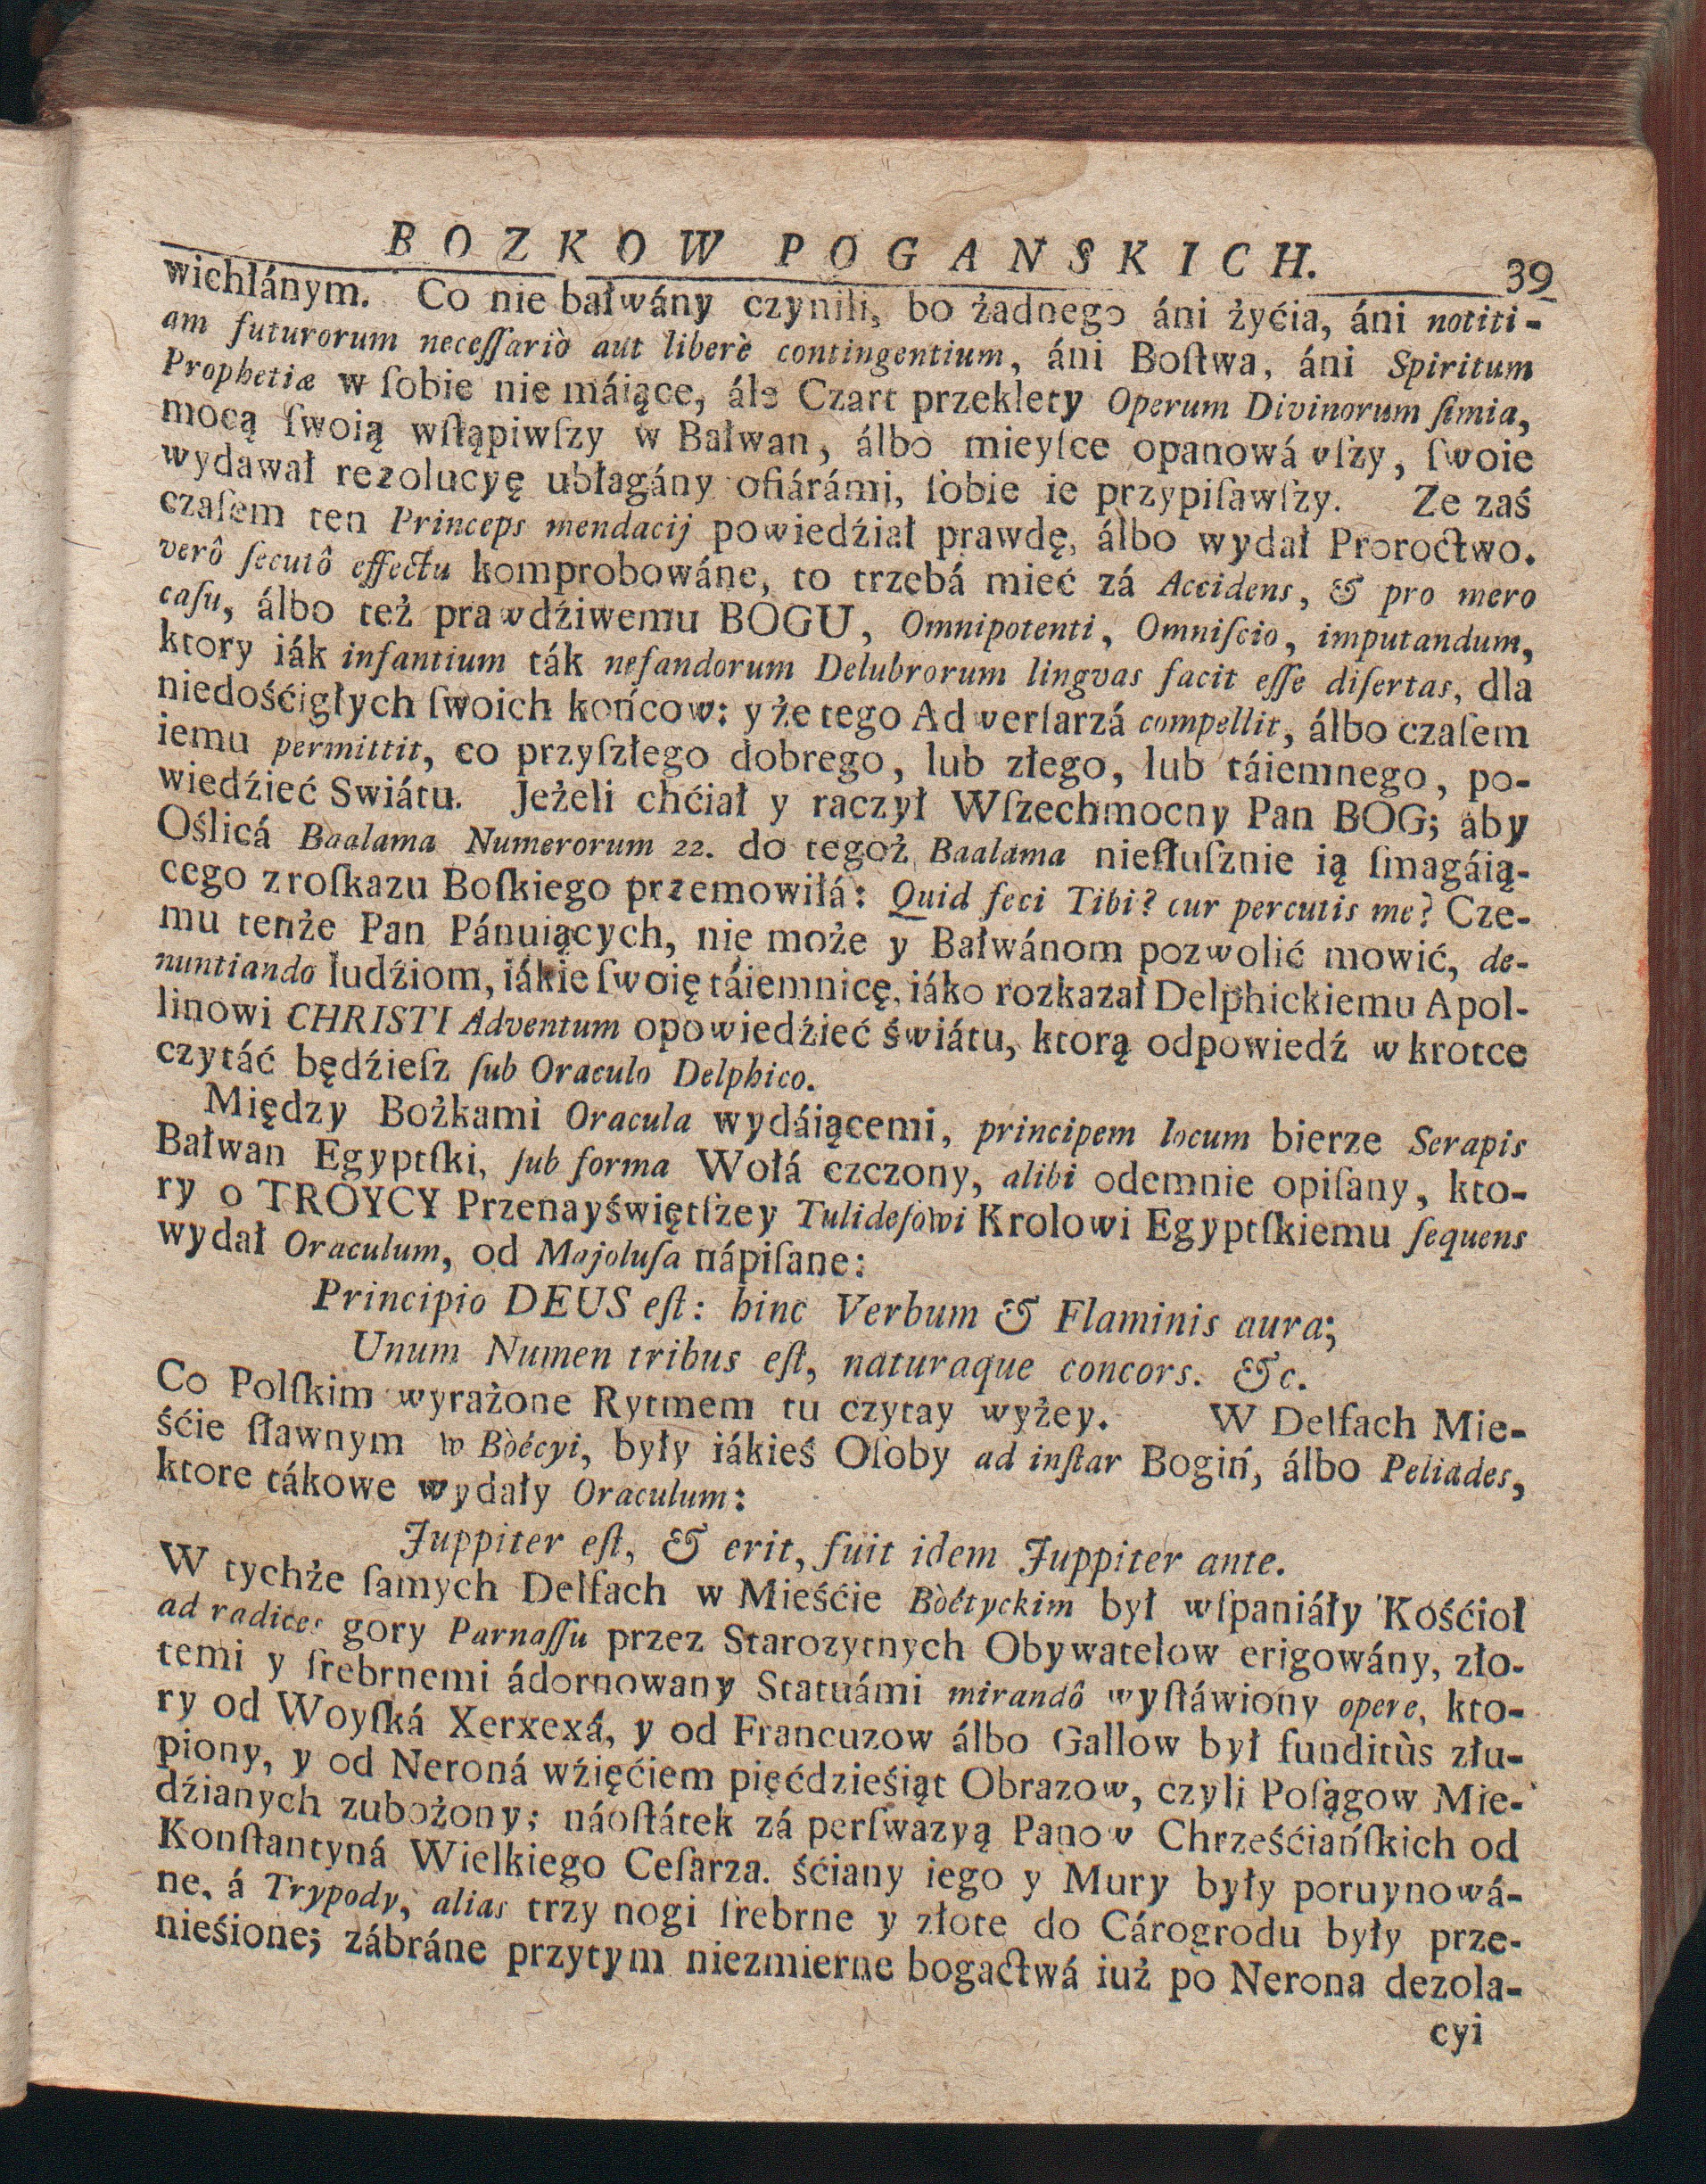 BOZKOW POGANSKICH. 39
wichłánym. Co nie bałwány czynili, bo żadnego áni żyćia, áni notiti-
am futurorum neceſſariò aut liberè contingentium, áni Boſtwa, áni Spiritum
Prophetiæ w ſobie nie máiące, ále Czart przeklety Operum Divinorum ſimia,
mocą ſwoią wſtąpiwſzy w Bałwan, álbo mieyſce opanowáwſzy, ſwoie
wydawał rezolucyę ubłagány ofiárámi, ſobie ie przypiſawſzy. Ze zaś
czaſem ten Princeps mendacij powiedźiał prawdę, álbo wydał Proroctwo.
verô ſecutô effectu komprobowáne, to trzebá mieć zá Accidens, & pro mero
caſu, álbo też prawdźiwemu BOGU, Omnipotenti, Omniſcio, imputandum,
ktory iák infantium ták nefandorum Delubrorum lingvas facit eſſe diſertas, dla
niedośćigłych ſwoich końcow: y że tego Adverſarzá compellit, álbo czaſem
iemu permittit, co przyſzłego dobrego, lub złego, lub táiemnego, po-
wiedźieć Swiátu. Jeżeli chćiał y raczył Wſzechmocny Pan BOG; áby
Oślicá Baalama Numerorum 22. do tegoż Baalama nieſłuſznie ią ſmagáią-
cego z roſkazu Boſkiego przemowiłá: Quid feci Tibi? cur percutis me? Cze-
mu tenże Pan Pánuiących, nie może y Bałwánom pozwolić mowić, de-
nuntiando ludźiom, iákie ſwoię táiemnicę, iáko rozkazał Delphickiemu Apol-
linowi CHRISTI Adventum opowiedźieć świátu, ktorą odpowiedź w krotce
czytáć będźieſz ſub Oraculo Delphico.
Między Bożkami Oracula wydáiącemi, principem locum bierze Serapis
Bałwan Egyptſki, ſub forma Wołá czczony, alibi odemnie opiſany, kto-
ry o TROYCY Przenayświętſzey Tulideſowi Krolowi Egyptſkiemu ſequens
wydał Oraculum, od Majoluſa nápiſane:
Principio DEUS eſt: hinc Verbum & Flaminis aura;
Unum Numen tribus eſt, naturaque concors. &c.
Co Polſkim wyrażone Rytmem tu czytay wyżey. W Delfach Mie-
śćie ſławnym w Bòécyi, były iákieś Oſoby ad inſtar Bogiń, álbo Peliades,
ktore tákowe wydały Oraculum:
Juppiter eſt, & erit, fuit idem Juppiter ante.
W tychże ſamych Delfach w Mieśćie Bòétyckim był wſpaniáły Kośćioł
ad radices gory Parnaſſu przez Starozytnych Obywatelow erigowány, zło-
temi y ſrebrnemi ádornowany Statuámi mirandô wyſtáwiony opere, kto-
ry od Woyſká Xerxexá, y od Francuzow álbo Gallow był funditùs złu-
piony, y od Neroná wźięćiem pięćdzieśiąt Obrazow, czyli Poſągow Mie-
dźianych zubożony; náoſtátek zá perſwazyą Panow Chrześćiańſkich od
Konſtantyná Wielkiego Ceſarza. śćiany iego y Mury były poruynowá-
ne, á Trypody, alias trzy nogi ſrebrne y złote do Cárogrodu były prze-
nieśione; zábráne przytym niezmierne bogactwá iuż po Nerona dezola-
cyi